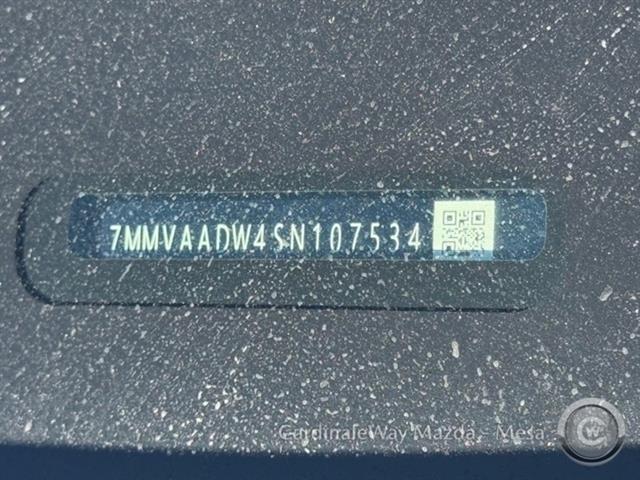 7MMVAADW4SN107534
CardinaleWay Mazda - Mesa